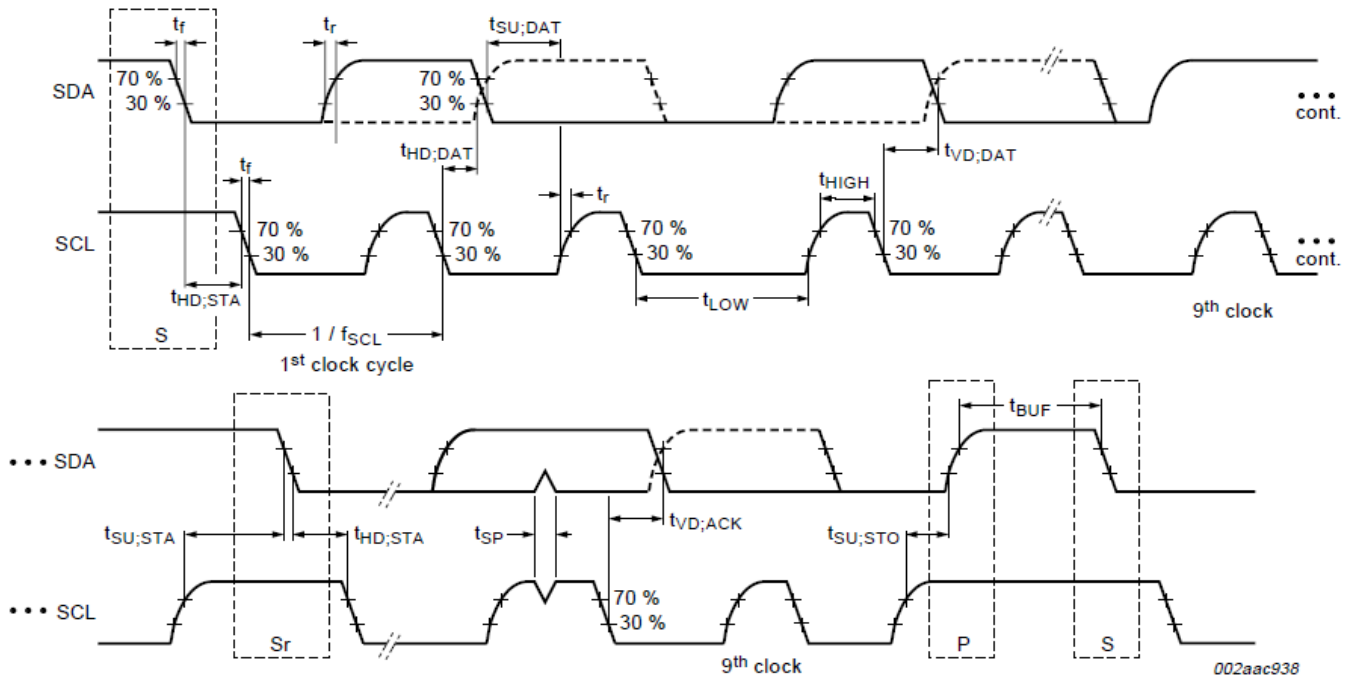 tf
tr
tSU;DAT
SDA
70 %
30 %
70 %
30 %
cont.
tHD;DAT
tVD;DAT
tf
tr
tHIGH
SCL
70 %
30 %
70 %
30 %
70 %
30 %
70 %
30 %
cont.
tHD;STA
tLOW
9th clock
S
1 / fSCL
1st clock cycle
tBUF
SDA
tSU;STA
tHD;STA
tSP
tVD;ACK
tSU;STO
SCL
70 %
30 %
Sr
P
S
9th clock
002aac938